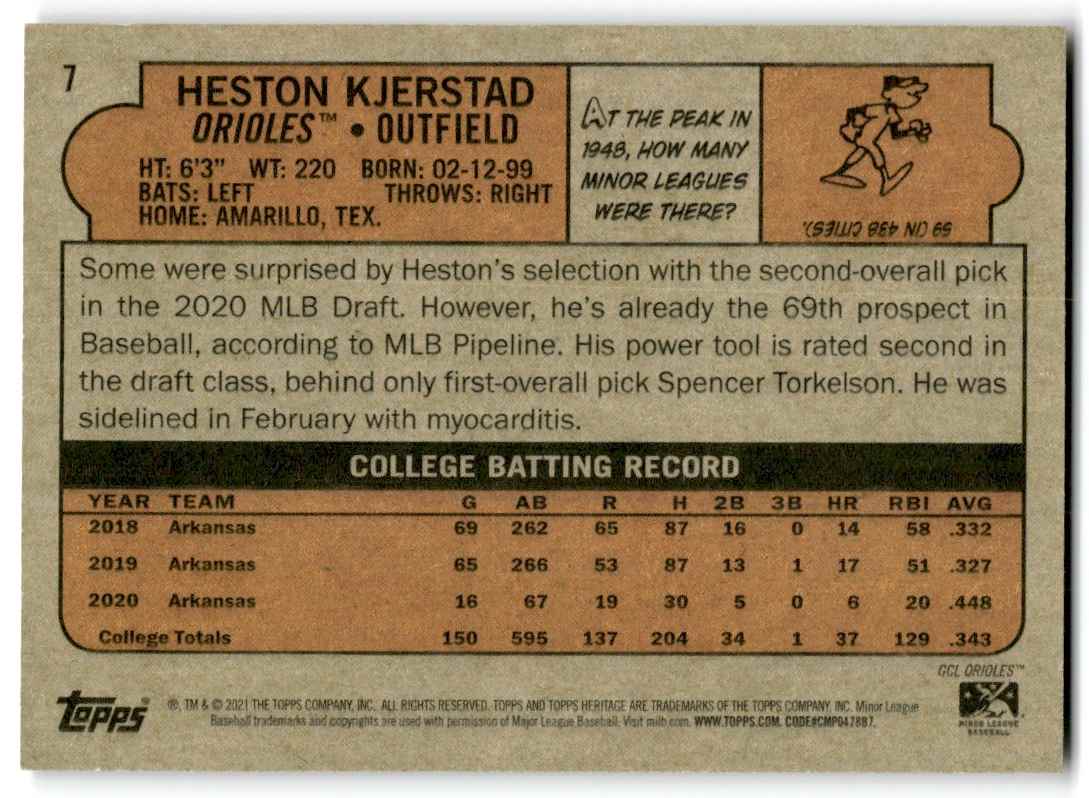 7
HESTON KJERSTAD
ORIOLES™ • OUTFIELD
HT: 6'3" WT: 220 BORN: 02-12-99
BATS: LEFT THROWS: RIGHT
HOME: AMARILLO, TEX.
AT THE PEAK IN
1948, HOW MANY
MINOR LEAGUES
WERE THERE?
59 (IN 438 CITIES).
Some were surprised by Heston's selection with the second-overall pick
in the 2020 MLB Draft. However, he's already the 69th prospect in
Baseball, according to MLB Pipeline. His power tool is rated second in
the draft class, behind only first-overall pick Spencer Torkelson. He was
sidelined in February with myocarditis.
COLLEGE BATTING RECORD
YEAR TEAM G AB R H 2B 3B HR RBI AVG
2018 Arkansas 69 262 65 87 16 0 14 58 .332
2019 Arkansas 65 266 53 87 13 1 17 51 .327
2020 Arkansas 16 67 19 30 5 0 6 20 .448
College Totals 150 595 137 204 34 1 37 129 .343
GCL ORIOLES™
Topps®
®, TM & © 2021 THE TOPPS COMPANY, INC. ALL RIGHTS RESERVED. TOPPS AND TOPPS HERITAGE ARE TRADEMARKS OF THE TOPPS COMPANY, INC. Minor League
Baseball trademarks and copyrights are used with permission of Major League Baseball. Visit milb.com. WWW.TOPPS.COM. CODE#CMP047887.
MINOR LEAGUE
BASEBALL